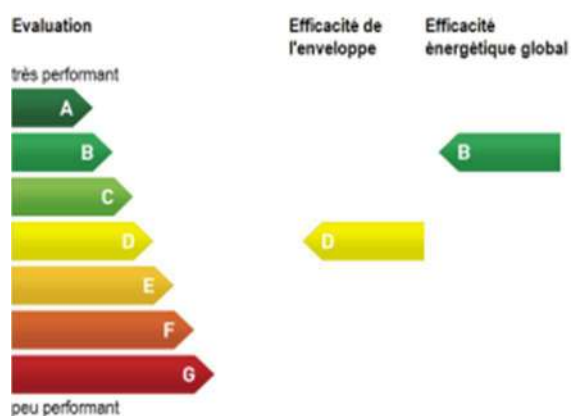 Evaluation
Efficacité de
l'enveloppe
Efficacité
énergétique global
très performant
A
B
B
C
D
D
E
F
G
peu performant